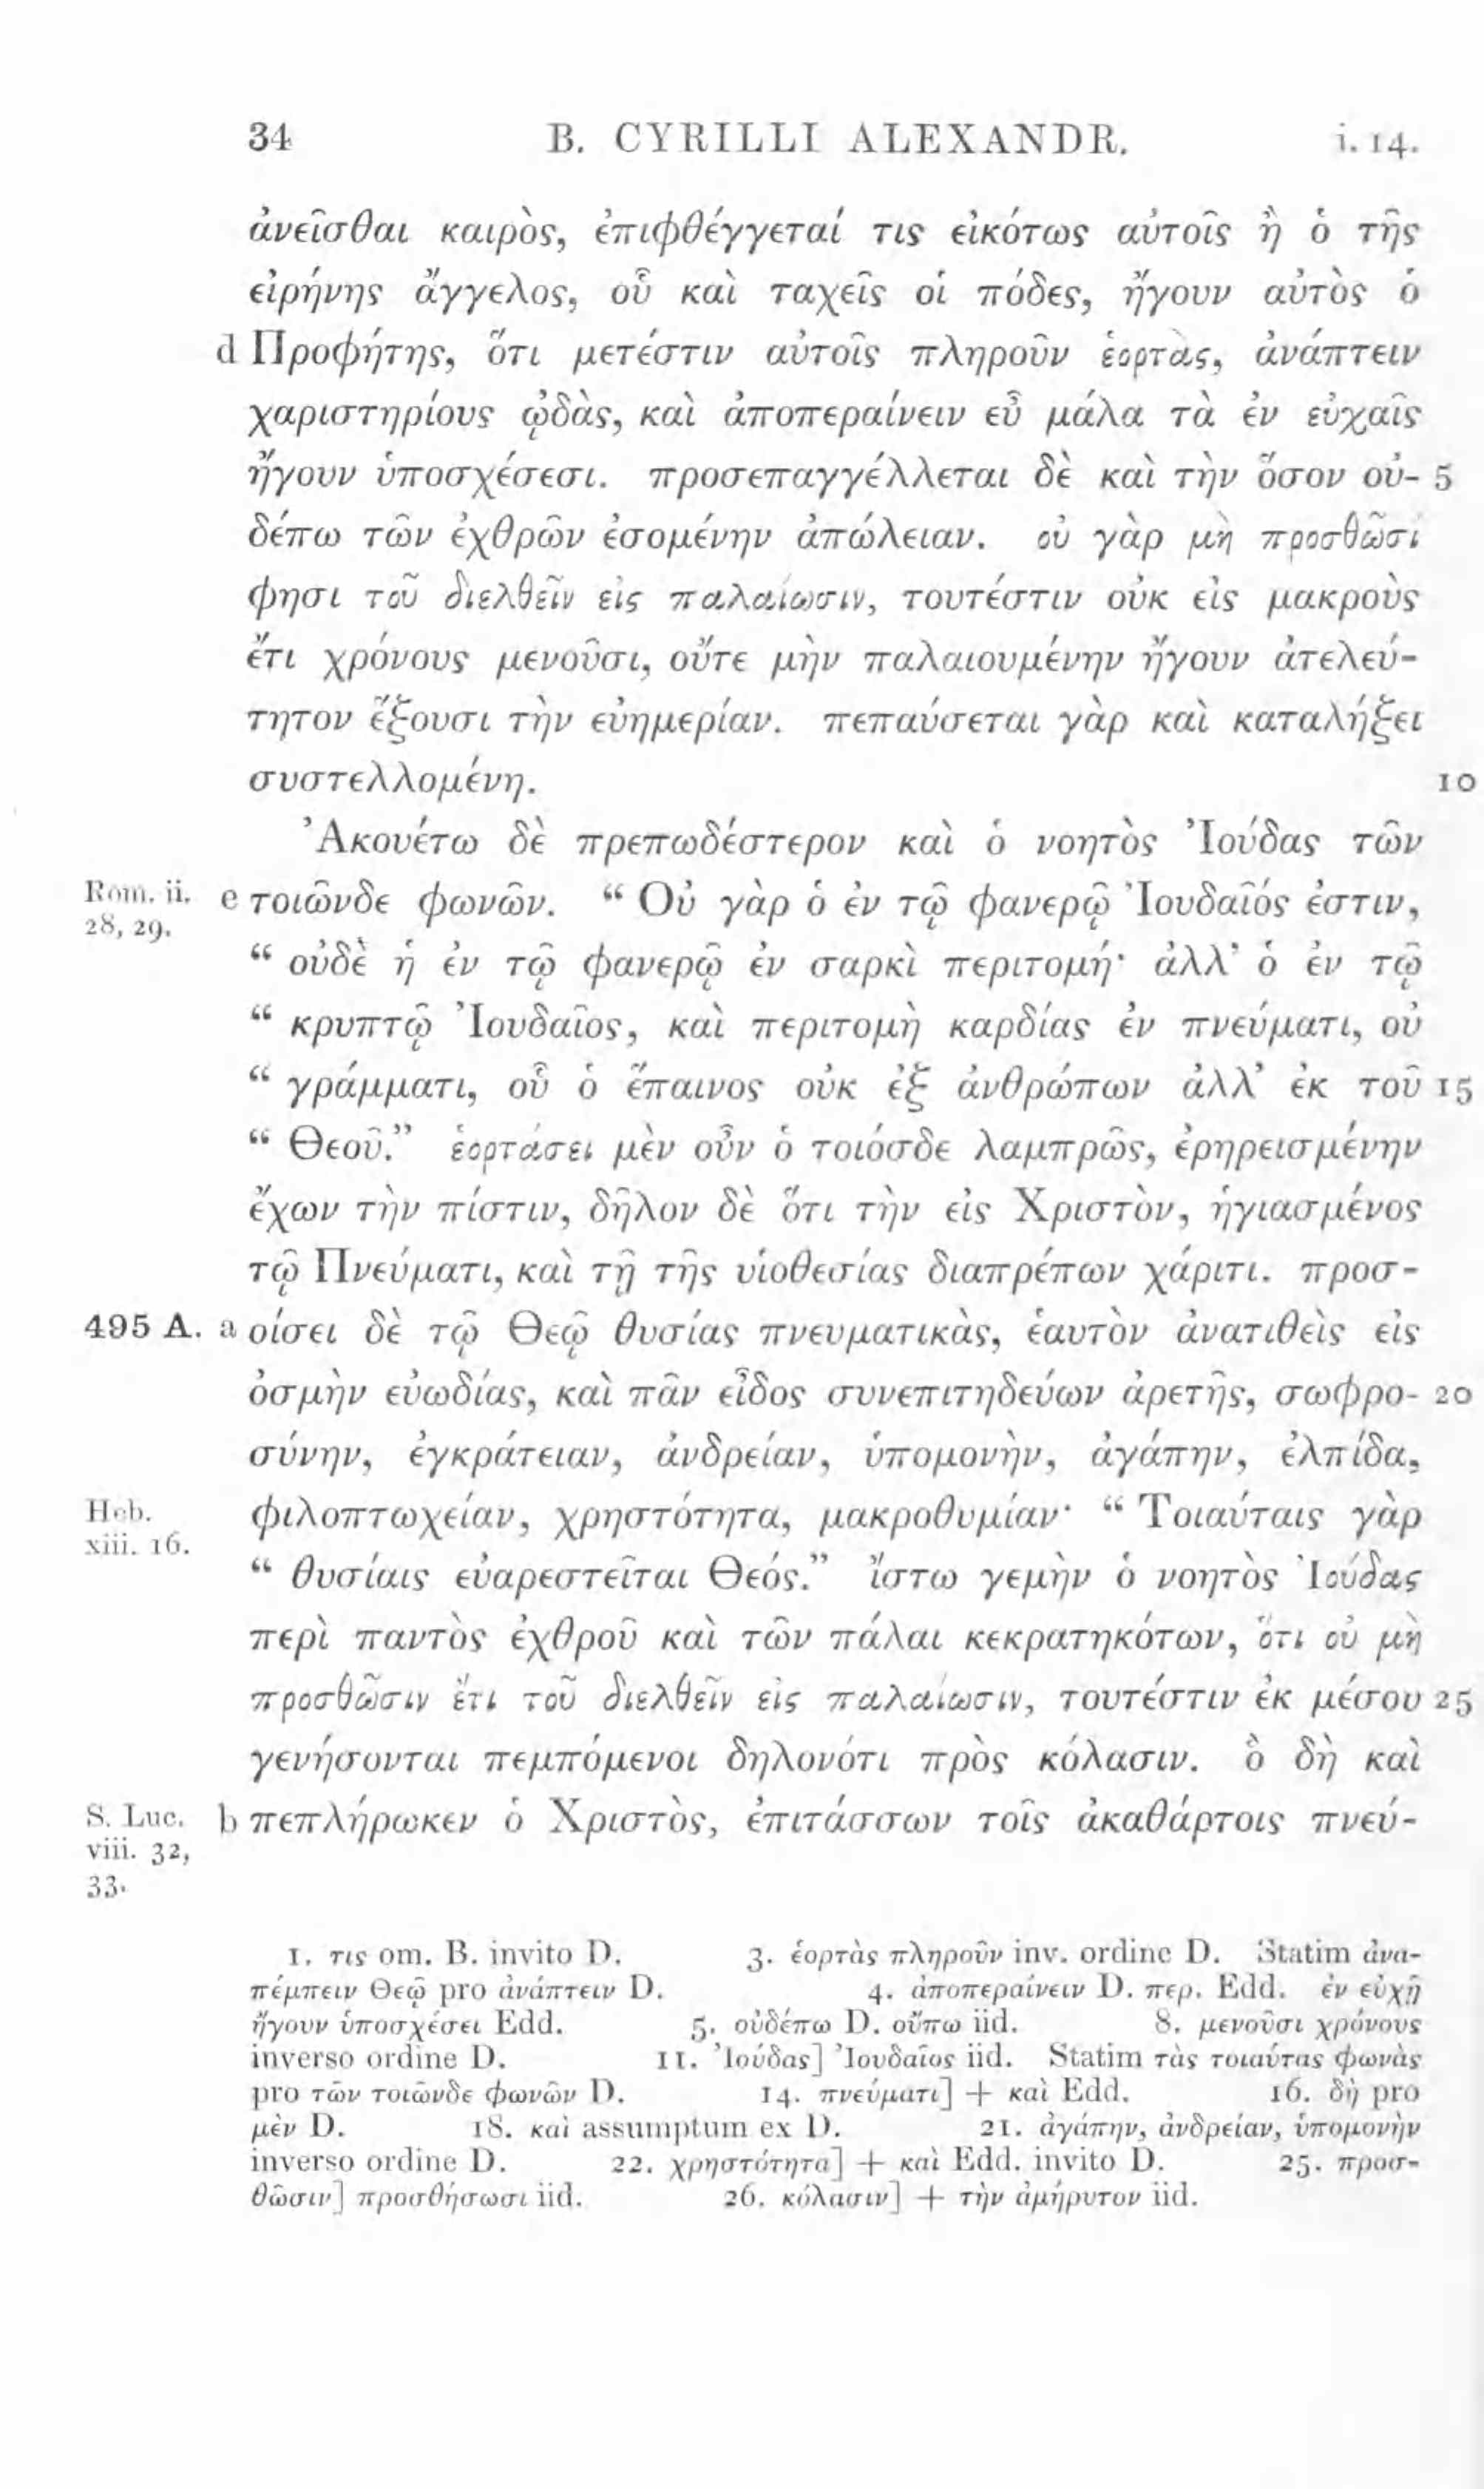 34 B. CYRILLI ALEXANDR. i. 14.
ἀνεῖσθαι καιρὸς, ἐπιφθέγγεταί τις εἰκότως αὐτοῖς ἢ ὁ τῆς
εἰρήνης ἄγγελος, οὗ καὶ ταχεῖς οἱ πόδες, ἤγουν αὐτὸς ὁ
d Προφήτης, ὅτι μετέστιν αὐτοῖς πληροῦν ἑορτὰς, ἀνάπτειν
χαριστηρίους ᾠδὰς, καὶ ἀποπεραίνειν εὖ μάλα τὰ ἐν εὐχαῖς
ἤγουν ὑποσχέσεσι. προσεπαγγέλλεται δὲ καὶ τὴν ὅσον οὐ- 5
δέπω τῶν ἐχθρῶν ἐσομένην ἀπώλειαν. οὐ γὰρ μὴ προσθῶσί
φησι τοῦ διελθεῖν εἰς παλαίωσιν, τουτέστιν οὐκ εἰς μακροὺς
ἔτι χρόνους μενοῦσι, οὔτε μὴν παλαιουμένην ἤγουν ἀτελεύ-
τητον ἕξουσι τὴν εὐημερίαν. πεπαύσεται γὰρ καὶ καταλήξει
συστελλομένη. 10
Ἀκουέτω δὲ πρεπωδέστερον καὶ ὁ νοητὸς Ἰούδας τῶν
Rom. ii. e τοιῶνδε φωνῶν. “ Οὐ γὰρ ὁ ἐν τῷ φανερῷ Ἰουδαῖός ἐστιν,
28, 29.
“ οὐδὲ ἡ ἐν τῷ φανερῷ ἐν σαρκὶ περιτομή· ἀλλ’ ὁ ἐν τῷ
“ κρυπτῷ Ἰουδαῖος, καὶ περιτομὴ καρδίας ἐν πνεύματι, οὐ
“ γράμματι, οὗ ὁ ἔπαινος οὐκ ἐξ ἀνθρώπων ἀλλ’ ἐκ τοῦ 15
“ Θεοῦ.” ἑορτάσει μὲν οὖν ὁ τοιόσδε λαμπρῶς, ἐρηρεισμένην
ἔχων τὴν πίστιν, δῆλον δὲ ὅτι τὴν εἰς Χριστὸν, ἡγιασμένος
τῷ Πνεύματι, καὶ τῇ τῆς υἱοθεσίας διαπρέπων χάριτι. προσ-
495 A. a οίσει δὲ τῷ Θεῷ θυσίας πνευματικὰς, ἑαυτὸν ἀνατιθεὶς εἰς
ὀσμὴν εὐωδίας, καὶ πᾶν εἶδος συνεπιτηδεύων ἀρετῆς, σωφρο- 20
σύνην, ἐγκράτειαν, ἀνδρείαν, ὑπομονὴν, ἀγάπην, ἐλπίδα,
Heb. φιλοπτωχείαν, χρηστότητα, μακροθυμίαν· “ Τοιαύταις γὰρ
xiii. 16.
“ θυσίαις εὐαρεστεῖται Θεός.” ἴστω γεμὴν ὁ νοητὸς Ἰούδας
περὶ παντὸς ἐχθροῦ καὶ τῶν πάλαι κεκρατηκότων, ὅτι οὐ μὴ
προσθῶσιν ἔτι τοῦ διελθεῖν εἰς παλαίωσιν, τουτέστιν ἐκ μέσου 25
γενήσονται πεμπόμενοι δηλονότι πρὸς κόλασιν. ὃ δὴ καὶ
S. Luc. b πεπλήρωκεν ὁ Χριστὸς, ἐπιτάσσων τοῖς ἀκαθάρτοις πνεύ-
viii. 32,
33.
1. τις om. B. invito D. 3. ἑορτὰς πληροῦν inv. ordine D. Statim ἀνα-
πέμπειν Θεῷ pro ἀνάπτειν D. 4. ἀποπεραίνειν D. περ. Edd. ἐν εὐχῇ
ἤγουν ὑποσχέσει Edd. 5. οὐδέπω D. οὔπω iid. 8. μενοῦσι χρόνους
inverso ordine D. 11. Ἰούδας] Ἰουδαῖος iid. Statim τὰς τοιαύτας φωνὰς
pro τῶν τοιῶνδε φωνῶν D. 14. πνεύματι] + καὶ Edd. 16. δὴ pro
μὲν D. 18. καὶ assumptum ex D. 21. ἀγάπην, ἀνδρείαν, ὑπομονὴν
inverso ordine D. 22. χρηστότητα] + καὶ Edd. invito D. 25. προσ-
θῶσιν] προσθήσωσι iid. 26. κόλασιν] + τὴν ἀμήρυτον iid.